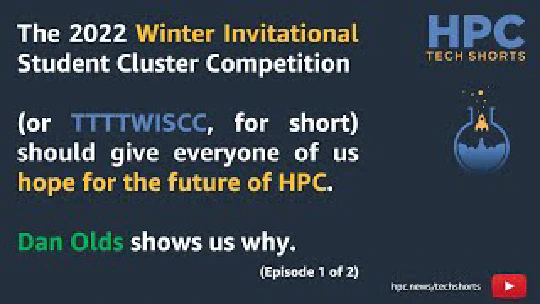 The 2022 Winter Invitational
Student Cluster Competition
(or TTTTWISCC, for short)
should give everyone of us
hope for the future of HPC.
Dan Olds shows us why.
(Episode 1 of 2)
HPC
TECH SHORTS
hpc.news/techshorts